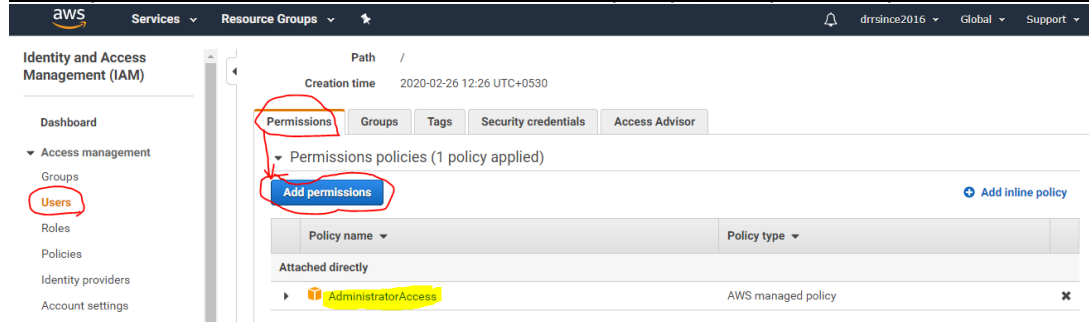 aws Services Resource Groups drrsince2016 Global Support
Identity and Access
Management (IAM)
Dashboard
Access management
Groups
Users
Roles
Policies
Identity providers
Account settings
Path /
Creation time 2020-02-26 12:26 UTC+0530
Permissions Groups Tags Security credentials Access Advisor
Permissions policies (1 policy applied)
Add permissions Add inline policy
Policy name Policy type
Attached directly
AdministratorAccess AWS managed policy